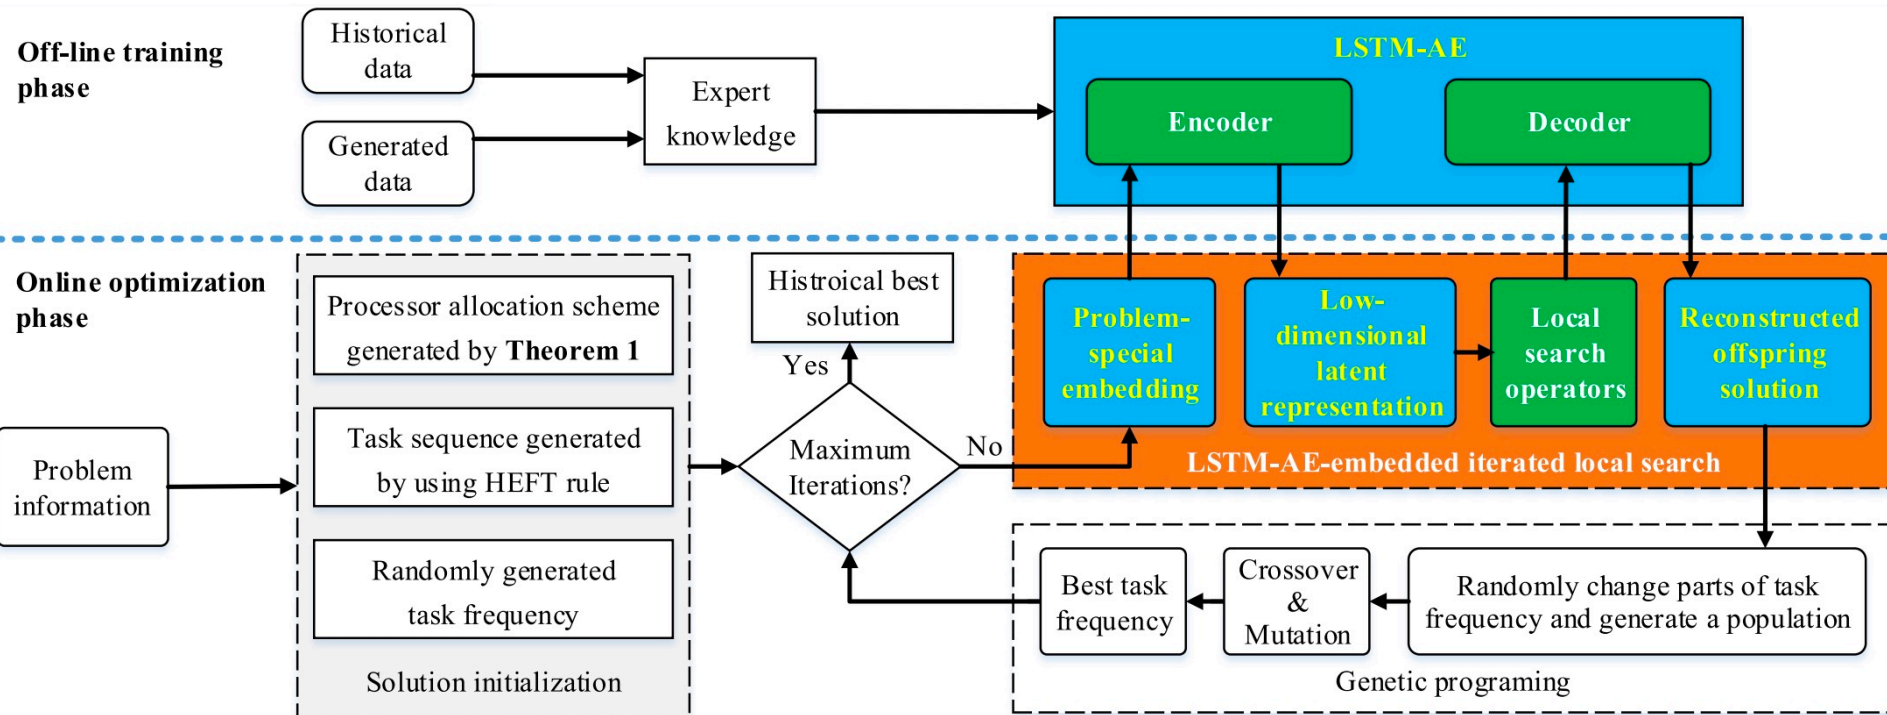 Off-line training
phase
Historical
data
Generated
data
Expert
knowledge
LSTM-AE
Encoder
Decoder
Online optimization
phase
Problem
information
Processor allocation scheme
generated by Theorem 1
Task sequence generated
by using HEFT rule
Randomly generated
task frequency
Solution initialization
Histroical best
solution
Yes
Maximum
Iterations?
No
Problem-
special
embedding
Low-
dimensional
latent
representation
Local
search
operators
Reconstructed
offspring
solution
LSTM-AE-embedded iterated local search
Best task
frequency
Crossover
&
Mutation
Randomly change parts of task
frequency and generate a population
Genetic programing